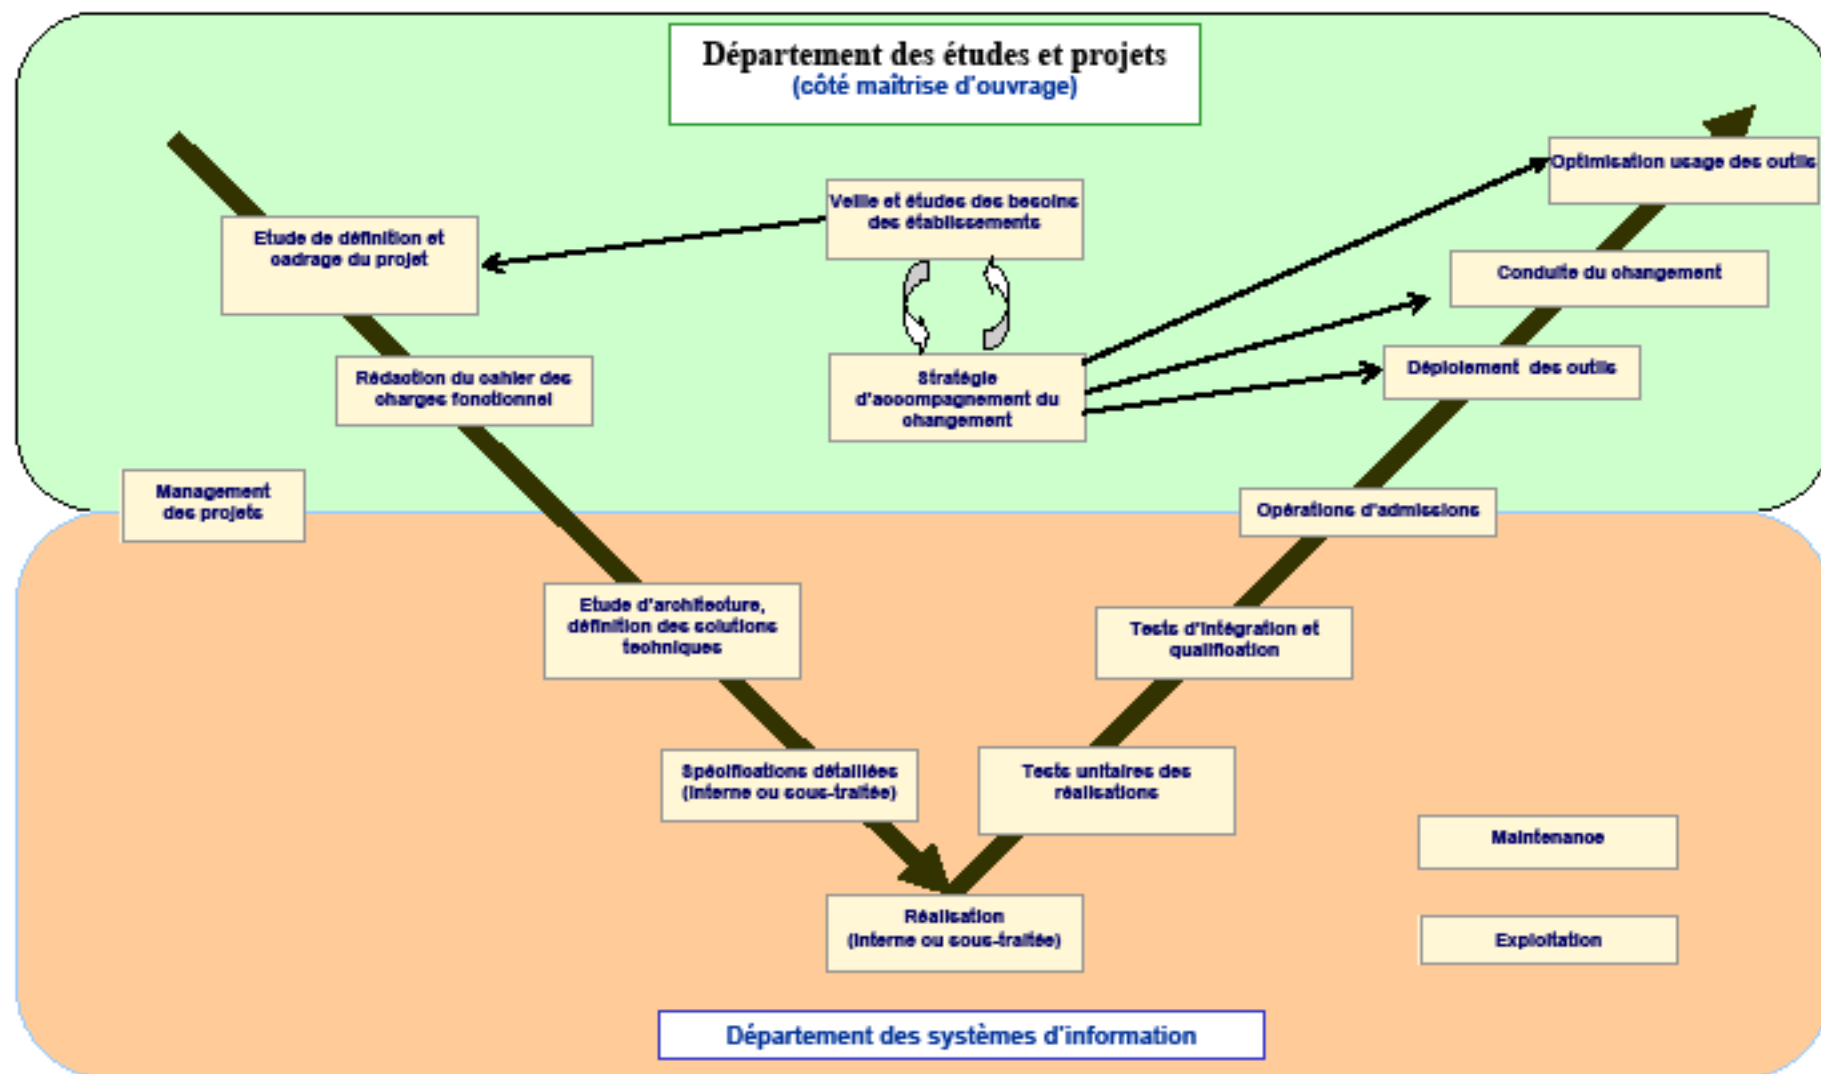 Département des études et projets
(côté maîtrise d'ouvrage)
Optimisation usage des outils
Veille et études des besoins
des établissements
Etude de définition et
cadrage du projet
Conduite du changement
Rédaction du cahier des
charges fonctionnel
Stratégie
d'accompagnement du
changement
Déploiement des outils
Management
des projets
Opérations d'admissions
Etude d'architecture,
définition des solutions
techniques
Tests d'intégration et
qualification
Spécifications détaillées
(interne ou sous-traitée)
Tests unitaires des
réalisations
Maintenance
Réalisation
(interne ou sous-traitée)
Exploitation
Département des systèmes d'information